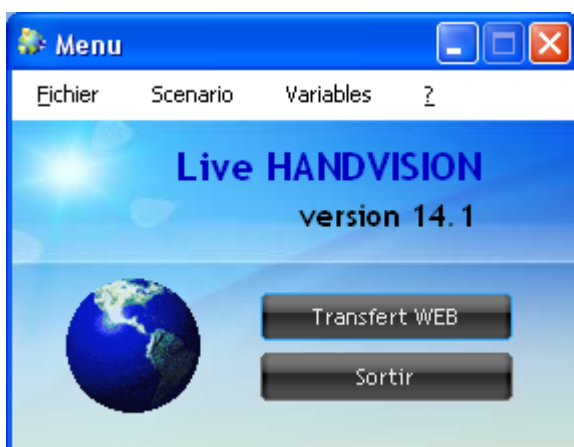 Menu
Fichier Scenario Variables ?
Live HANDVISION
version 14.1
Transfert WEB
Sortir